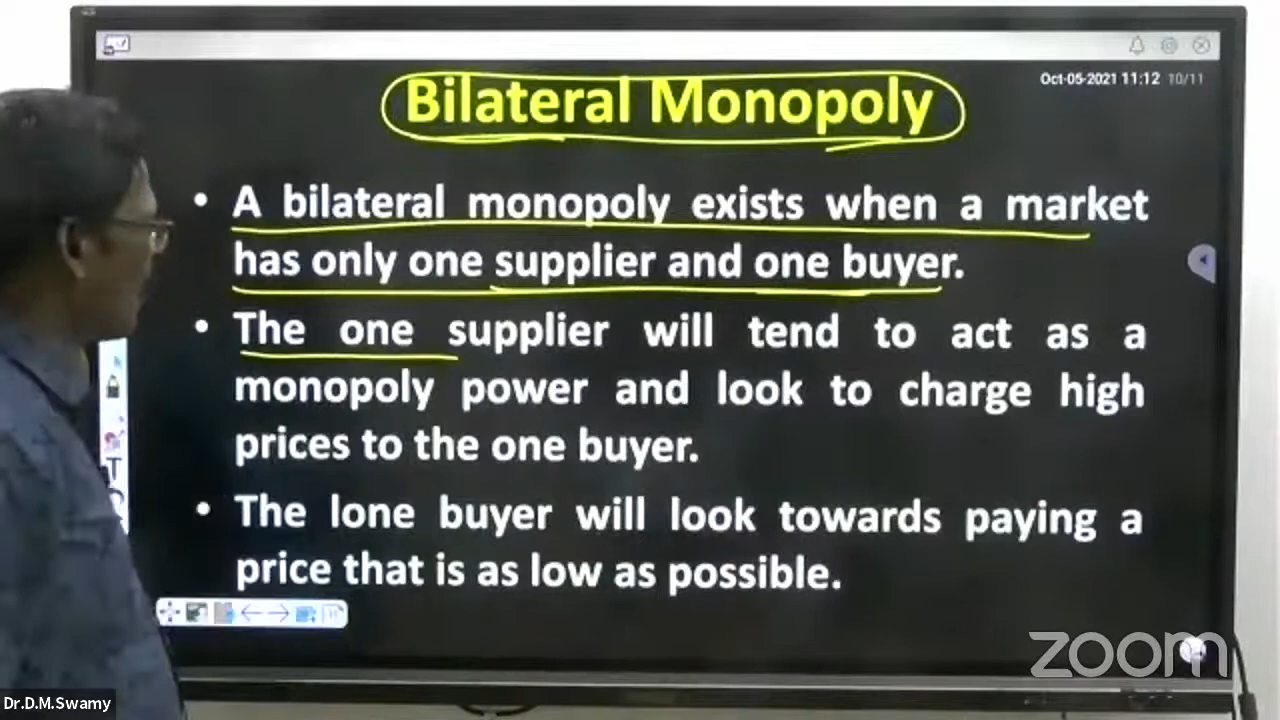 Oct-05-2021 11:12 10/11
Bilateral Monopoly
• A bilateral monopoly exists when a market
has only one supplier and one buyer.
• The one supplier will tend to act as a
monopoly power and look to charge high
prices to the one buyer.
• The lone buyer will look towards paying a
price that is as low as possible.
T
zoom
Dr.D.M.Swamy